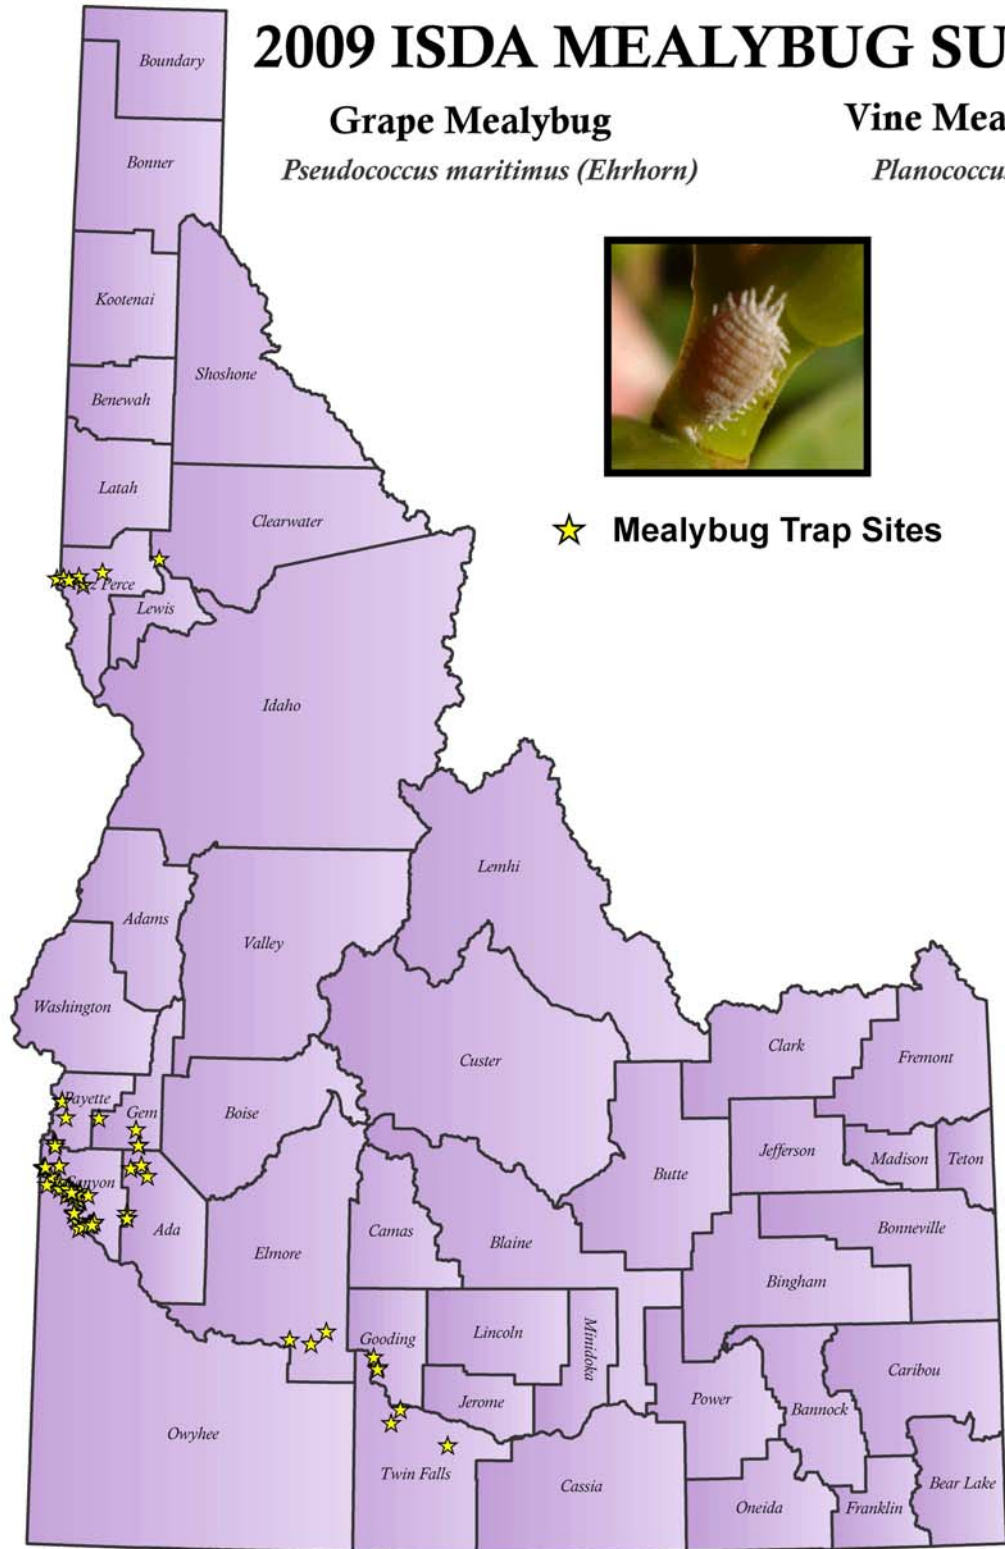 2009 ISDA MEALYBUG SU
Grape Mealybug
Vine Mea
Pseudococcus maritimus (Ehrhorn)
Planococcu
Mealybug Trap Sites
Boundary
Bonner
Kootenai
Shoshone
Benewah
Latah
Clearwater
ez Perce
Lewis
Idaho
Lemhi
Adams
Valley
Washington
Custer
Clark
Fremont
Payette
Gem
Boise
Jefferson
Madison
Teton
Butte
Canyon
Ada
Elmore
Camas
Blaine
Bonneville
Bingham
Gooding
Lincoln
Minidoka
Jerome
Power
Bannock
Caribou
Owyhee
Twin Falls
Cassia
Oneida
Franklin
Bear Lake